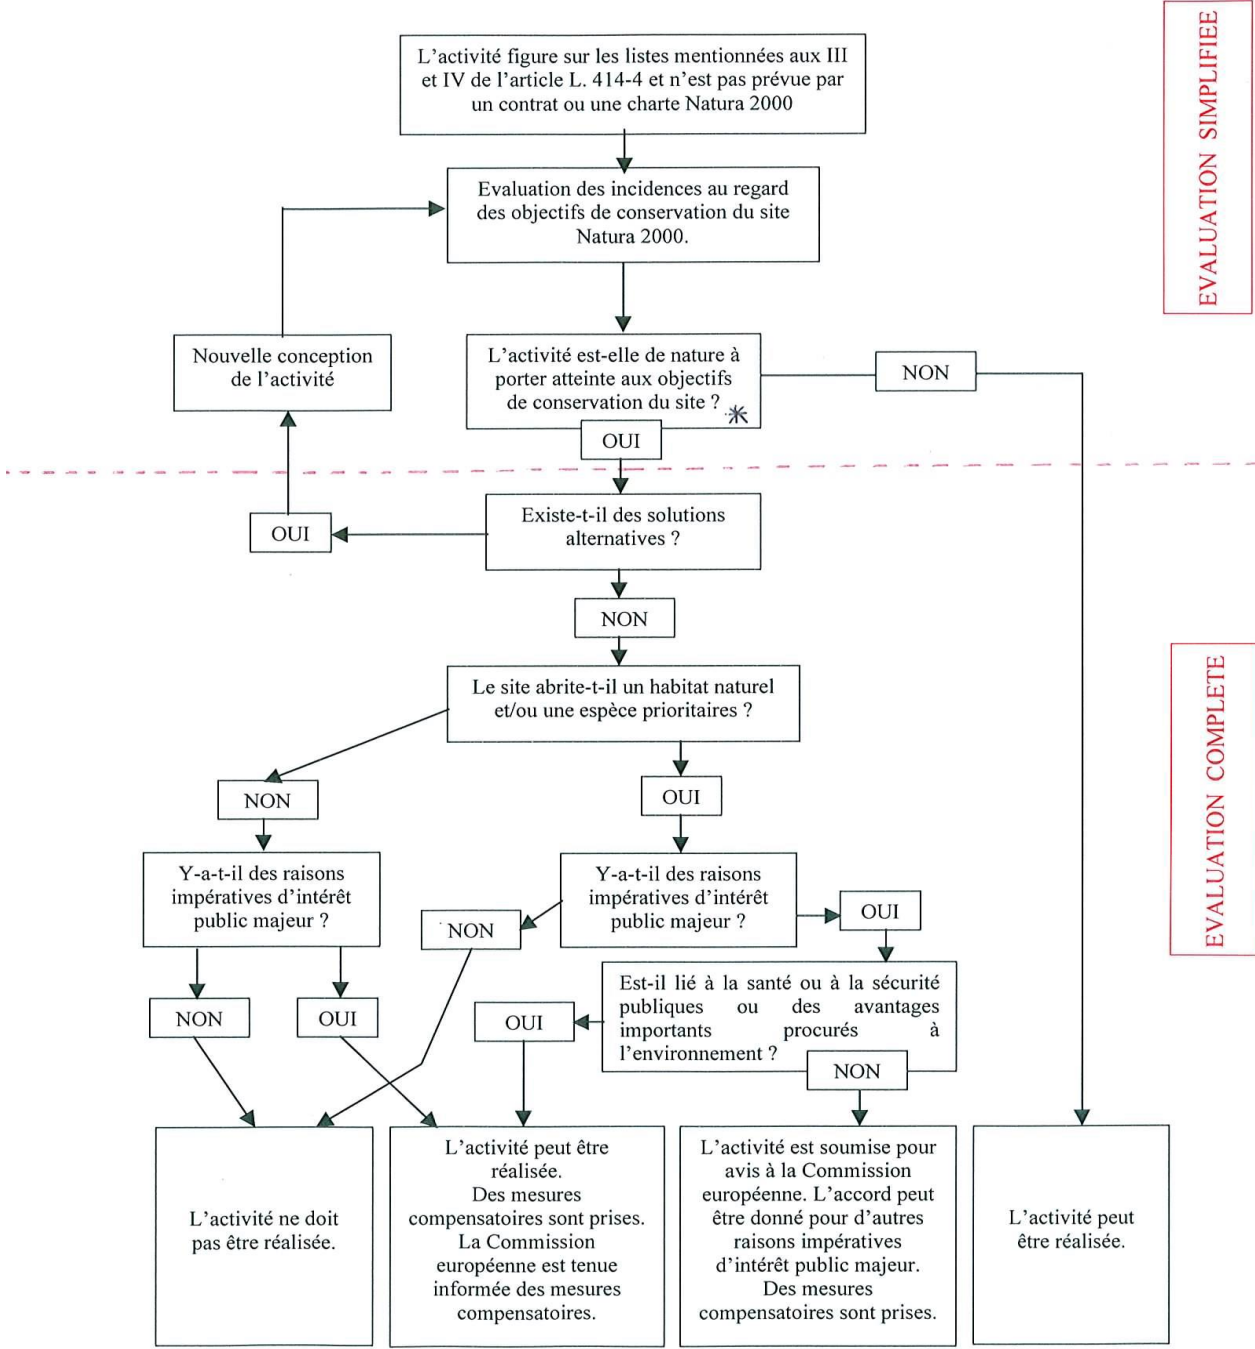 L'activité figure sur les listes mentionnées aux III
et IV de l'article L. 414-4 et n'est pas prévue par
un contrat ou une charte Natura 2000
EVALUATION SIMPLIFIEE
Evaluation des incidences au regard
des objectifs de conservation du site
Natura 2000.
Nouvelle conception
de l'activité
L'activité est-elle de nature à
porter atteinte aux objectifs
de conservation du site ? *
NON
OUI
Existe-t-il des solutions
alternatives ?
OUI
NON
Le site abrite-t-il un habitat naturel
et/ou une espèce prioritaires ?
EVALUATION COMPLETE
NON
OUI
Y-a-t-il des raisons
impératives d'intérêt
public majeur ?
Y-a-t-il des raisons
impératives d'intérêt
public majeur ?
NON
OUI
Est-il lié à la santé ou à la sécurité
publiques ou des avantages
importants procurés à
l'environnement ?
NON
OUI
OUI
NON
L'activité ne doit
pas être réalisée.
L'activité peut être
réalisée.
Des mesures
compensatoires sont prises.
La Commission
européenne est tenue
informée des mesures
compensatoires.
L'activité est soumise pour
avis à la Commission
européenne. L'accord peut
être donné pour d'autres
raisons impératives
d'intérêt public majeur.
Des mesures
compensatoires sont prises.
L'activité peut
être réalisée.